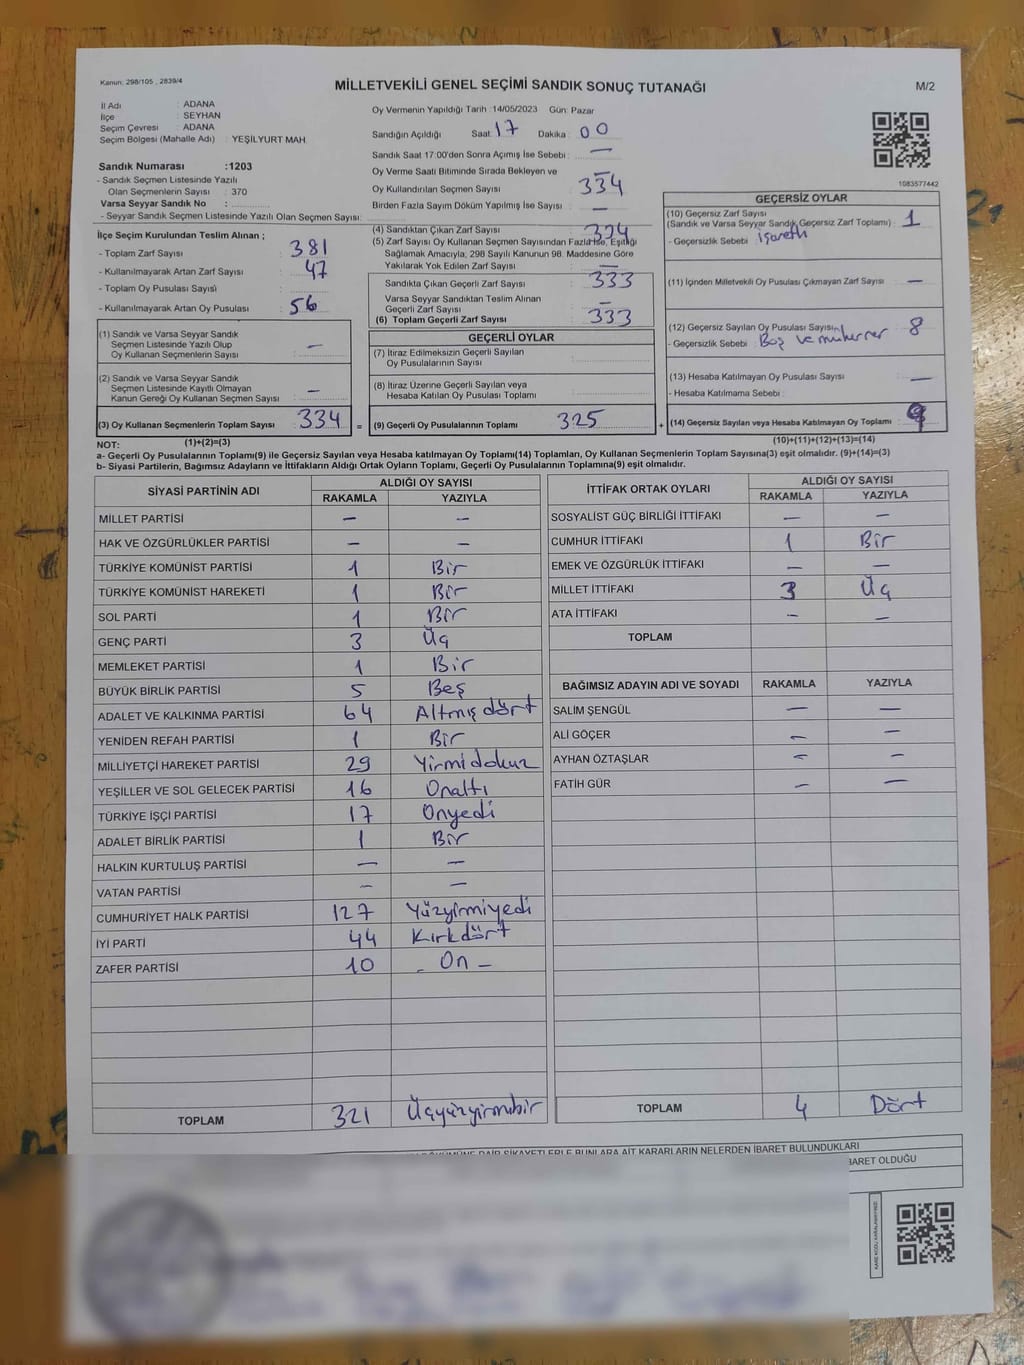 Kanun: 298/105 , 2839/4
MİLLETVEKİLİ GENEL SEÇİMİ SANDIK SONUÇ TUTANAĞI
M/2
İl Adı : ADANA
İlçe : SEYHAN
Seçim Çevresi : ADANA
Seçim Bölgesi (Mahalle Adı) : YEŞİLYURT MAH
Sandık Numarası :1203
- Sandık Seçmen Listesinde Yazılı
Olan Seçmenlerin Sayısı : 370
Varsa Seyyar Sandık No :
- Seyyar Sandık Seçmen Listesinde Yazılı Olan Seçmen Sayısı:
Oy Vermenin Yapıldığı Tarih :14/05/2023 Gün: Pazar
Sandığın Açıldığı Saat: 17 Dakika : 00
Sandık Saat 17:00'den Sonra Açımış İse Sebebi : —
Oy Verme Saati Bitiminde Sırada Bekleyen ve —
Oy Kullandırılan Seçmen Sayısı : 334
Birden Fazla Sayım Döküm Yapılmış İse Sayısı : —
1083577442
İlçe Seçim Kurulundan Teslim Alınan ;
- Toplam Zarf Sayısı : 381
- Kullanılmayarak Artan Zarf Sayısı : 47
- Toplam Oy Pusulası Sayısı :
- Kullanılmayarak Artan Oy Pusulası : 56
(1) Sandık ve Varsa Seyyar Sandık
Seçmen Listesinde Yazılı Olup
Oy Kullanan Seçmenlerin Sayısı : —
(2) Sandık ve Varsa Seyyar Sandık
Seçmen Listesinde Kayıtlı Olmayan
Kanun Gereği Oy Kullanan Seçmen Sayısı : —
(3) Oy Kullanan Seçmenlerin Toplam Sayısı : 334 =
(4) Sandıktan Çıkan Zarf Sayısı : 334
(5) Zarf Sayısı Oy Kullanan Seçmen Sayısından Fazla İse, Eşitliği
Sağlamak Amacıyla, 298 Sayılı Kanunun 98. Maddesine Göre
Yakılarak Yok Edilen Zarf Sayısı : —
Sandıkta Çıkan Geçerli Zarf Sayısı : 333
Varsa Seyyar Sandıktan Teslim Alınan
Geçerli Zarf Sayısı : —
(6) Toplam Geçerli Zarf Sayısı : 333
GEÇERLİ OYLAR
(7) İtiraz Edilmeksizin Geçerli Sayılan
Oy Pusulalarının Sayısı :
(8) İtiraz Üzerine Geçerli Sayılan veya
Hesaba Katılan Oy Pusulası Toplamı :
(9) Geçerli Oy Pusulalarının Toplamı : 325 +
GEÇERSİZ OYLAR
(10) Geçersiz Zarf Sayısı
(Sandık ve Varsa Seyyar Sandık Geçersiz Zarf Toplamı) : 1
- Geçersizlik Sebebi : işaretli
(11) İçinden Milletvekili Oy Pusulası Çıkmayan Zarf Sayısı : —
(12) Geçersiz Sayılan Oy Pusulası Sayısı : 8
- Geçersizlik Sebebi : Boş ve mükerrer
(13) Hesaba Katılmayan Oy Pusulası Sayısı : —
- Hesaba Katılmama Sebebi :
(14) Geçersiz Sayılan veya Hesaba Katılmayan Oy Toplamı : 9
NOT: (1)+(2)=(3)
(10)+(11)+(12)+(13)=(14)
a- Geçerli Oy Pusulalarının Toplamı(9) ile Geçersiz Sayılan veya Hesaba katılmayan Oy Toplamı(14) Toplamları, Oy Kullanan Seçmenlerin Toplam Sayısına(3) eşit olmalıdır. (9)+(14)=(3)
b- Siyasi Partilerin, Bağımsız Adayların ve İttifakların Aldığı Ortak Oyların Toplamı, Geçerli Oy Pusulalarının Toplamına(9) eşit olmalıdır.
SİYASİ PARTİNİN ADI ALDIĞI OY SAYISI
RAKAMLA YAZIYLA
MİLLET PARTİSİ — —
HAK VE ÖZGÜRLÜKLER PARTİSİ — —
TÜRKİYE KOMÜNİST PARTİSİ 1 Bir
TÜRKİYE KOMÜNİST HAREKETİ 1 Bir
SOL PARTİ 1 Bir
GENÇ PARTİ 3 Üç
MEMLEKET PARTİSİ 1 Bir
BÜYÜK BİRLİK PARTİSİ 5 Beş
ADALET VE KALKINMA PARTİSİ 64 Altmışdört
YENİDEN REFAH PARTİSİ 1 Bir
MİLLİYETÇİ HAREKET PARTİSİ 29 Yirmidokuz
YEŞİLLER VE SOL GELECEK PARTİSİ 16 Onaltı
TÜRKİYE İŞÇİ PARTİSİ 17 Onyedi
ADALET BİRLİK PARTİSİ 1 Bir
HALKIN KURTULUŞ PARTİSİ — —
VATAN PARTİSİ — —
CUMHURİYET HALK PARTİSİ 127 Yüzyirmiyedi
İYİ PARTİ 44 Kırkdört
ZAFER PARTİSİ 10 - On -
TOPLAM 321 Üçyüzyirmibir
İTTİFAK ORTAK OYLARI ALDIĞI OY SAYISI
RAKAMLA YAZIYLA
SOSYALİST GÜÇ BİRLİĞİ İTTİFAKI — —
CUMHUR İTTİFAKI 1 Bir
EMEK VE ÖZGÜRLÜK İTTİFAKI — —
MİLLET İTTİFAKI 3 Üç
ATA İTTİFAKI — —
TOPLAM
BAĞIMSIZ ADAYIN ADI VE SOYADI RAKAMLA YAZIYLA
SALİM ŞENGÜL — —
ALİ GÖÇER — —
AYHAN ÖZTAŞLAR — —
FATİH GÜR — —
TOPLAM 4 Dört
DAİR ŞİKAYETLERLE BUNLARA AİT KARARLARIN NELERDEN İBARET BULUNDUKLARI
İBARET OLDUĞU